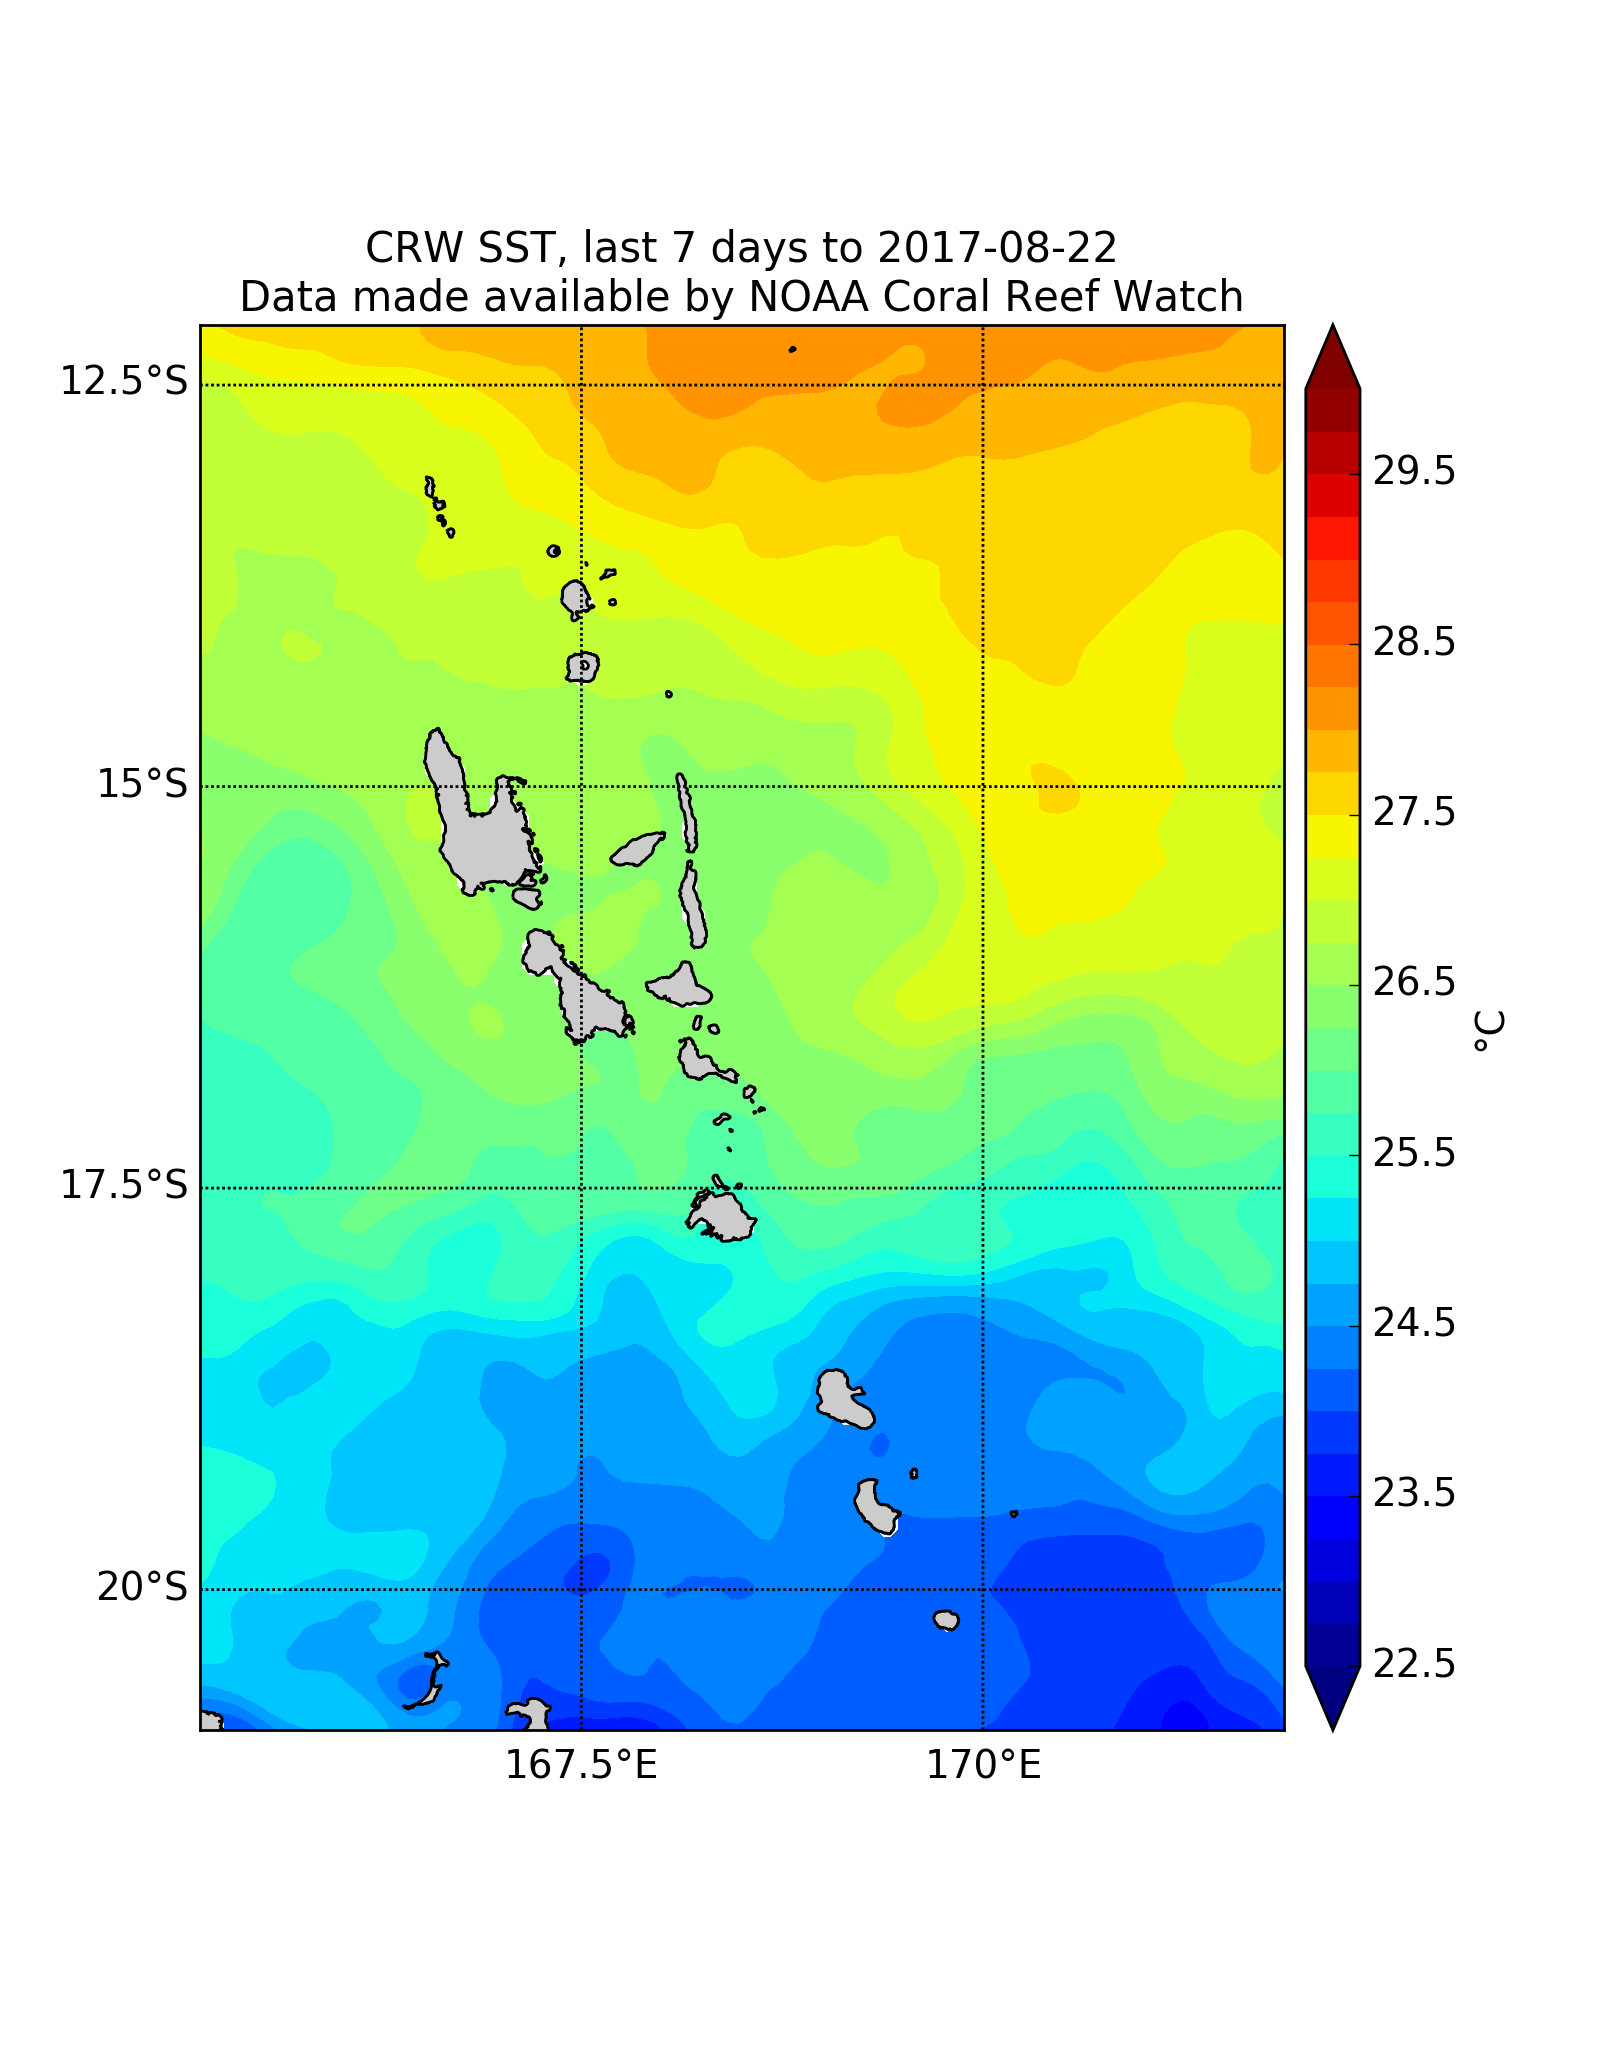 CRW SST, last 7 days to 2017-08-22
Data made available by NOAA Coral Reef Watch
12.5°S
15°S
17.5°S
20°S
167.5°E
170°E
29.5
28.5
27.5
26.5
25.5
24.5
23.5
22.5
°C